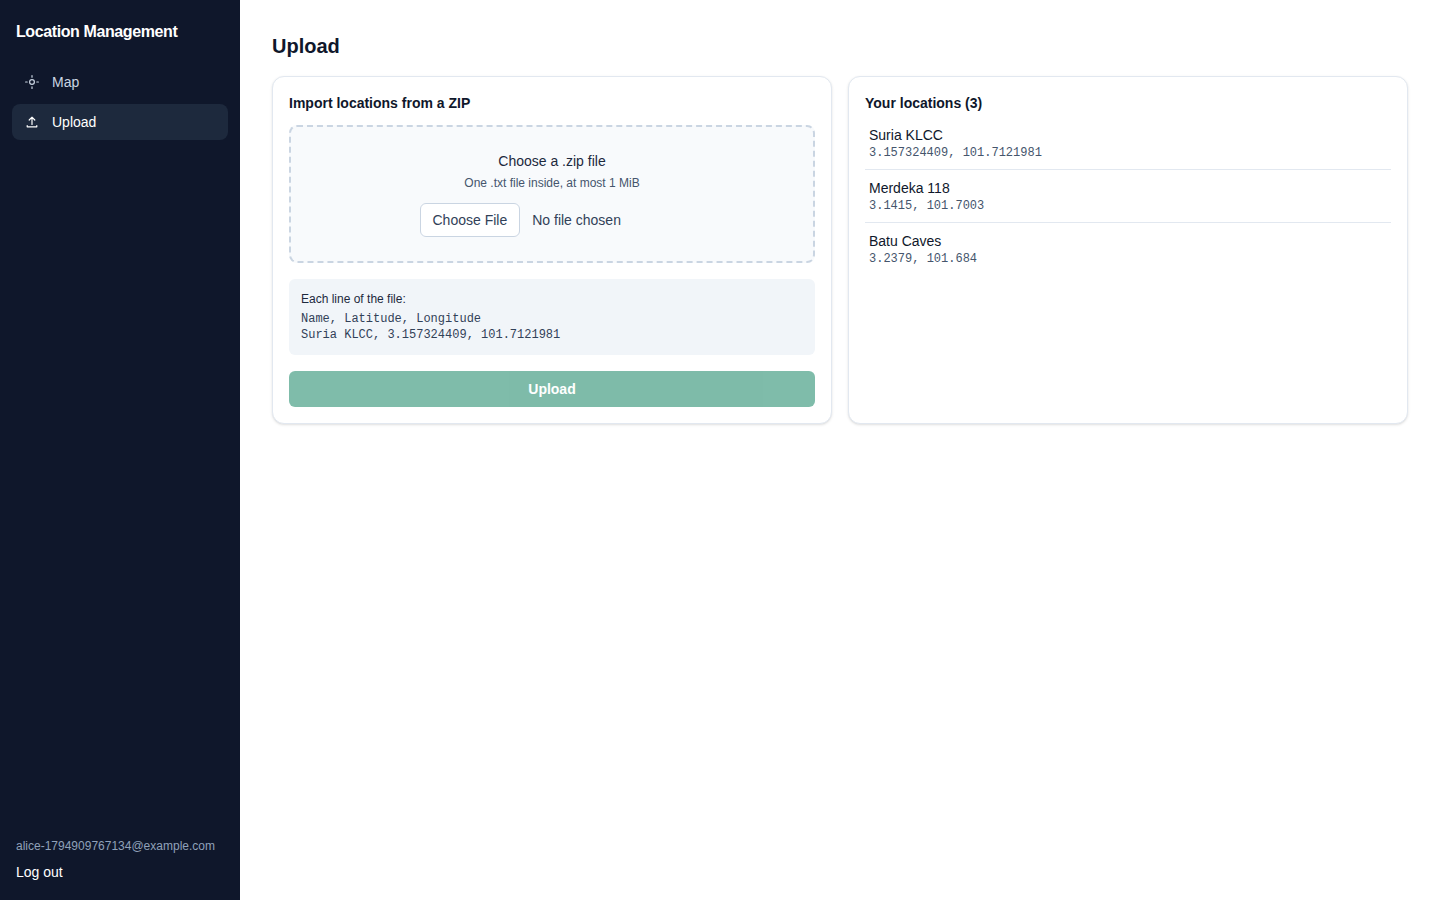 Location Management
Map
Upload
alice-1794909767134@example.com
Log out
Upload
Import locations from a ZIP
Choose a .zip file
One .txt file inside, at most 1 MiB
Choose File No file chosen
Each line of the file:
Name, Latitude, Longitude
Suria KLCC, 3.157324409, 101.7121981
Upload
Your locations (3)
Suria KLCC
3.157324409, 101.7121981
Merdeka 118
3.1415, 101.7003
Batu Caves
3.2379, 101.684